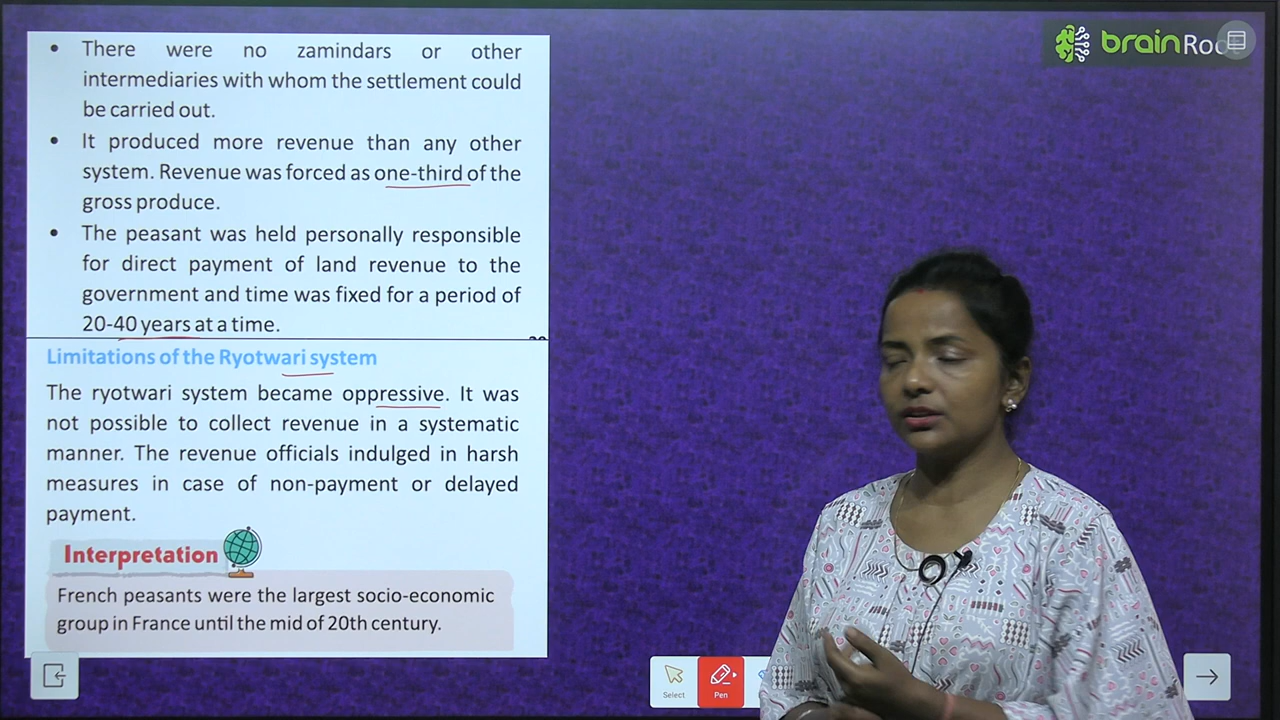 • There were no zamindars or other
intermediaries with whom the settlement could
be carried out.
• It produced more revenue than any other
system. Revenue was forced as one-third of the
gross produce.
• The peasant was held personally responsible
for direct payment of land revenue to the
government and time was fixed for a period of
20-40 years at a time.
Limitations of the Ryotwari system
The ryotwari system became oppressive. It was
not possible to collect revenue in a systematic
manner. The revenue officials indulged in harsh
measures in case of non-payment or delayed
payment.
Interpretation
French peasants were the largest socio-economic
group in France until the mid of 20th century.
brain
Select
Pen